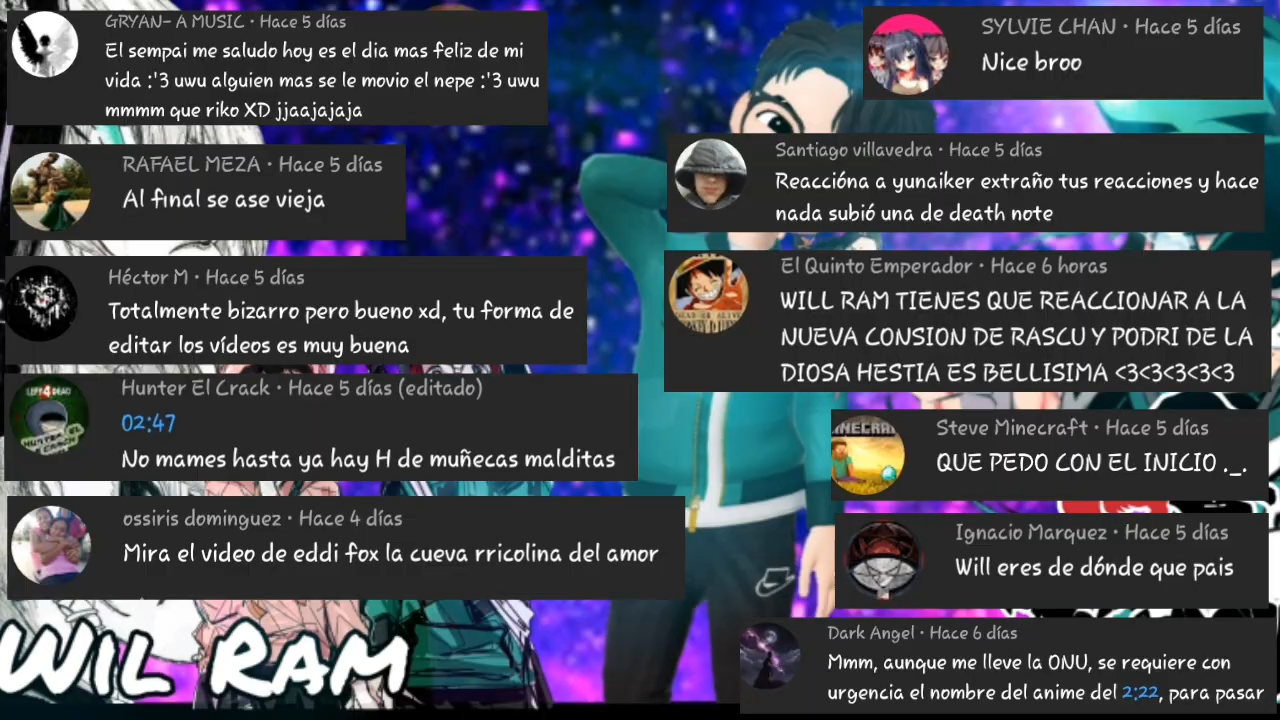 GRYAN- A MUSIC • Hace 5 días
El sempai me saludo hoy es el dia mas feliz de mi
vida :'3 uwu alguien mas se le movio el nepe :'3 uwu
mmmm que riko XD jjaajajaja
RAFAEL MEZA • Hace 5 días
Al final se ase vieja
Héctor M • Hace 5 días
Totalmente bizarro pero bueno xd, tu forma de
editar los vídeos es muy buena
Hunter El Crack • Hace 5 días (editado)
02:47
No mames hasta ya hay H de muñecas malditas
ossiris dominguez • Hace 4 días
Mira el video de eddi fox la cueva rricolina del amor
WIL RAM
SYLVIE CHAN • Hace 5 días
Nice broo
Santiago villavedra • Hace 5 días
Reaccióna a yunaiker extraño tus reacciones y hace
nada subió una de death note
El Quinto Emperador • Hace 6 horas
WILL RAM TIENES QUE REACCIONAR A LA
NUEVA CONSION DE RASCU Y PODRI DE LA
DIOSA HESTIA ES BELLISIMA <3<3<3<3<3
Steve Minecraft • Hace 5 días
QUE PEDO CON EL INICIO ._.
Ignacio Marquez • Hace 5 días
Will eres de dónde que pais
Dark Angel • Hace 6 días
Mmm, aunque me lleve la ONU, se requiere con
urgencia el nombre del anime del 2:22, para pasar